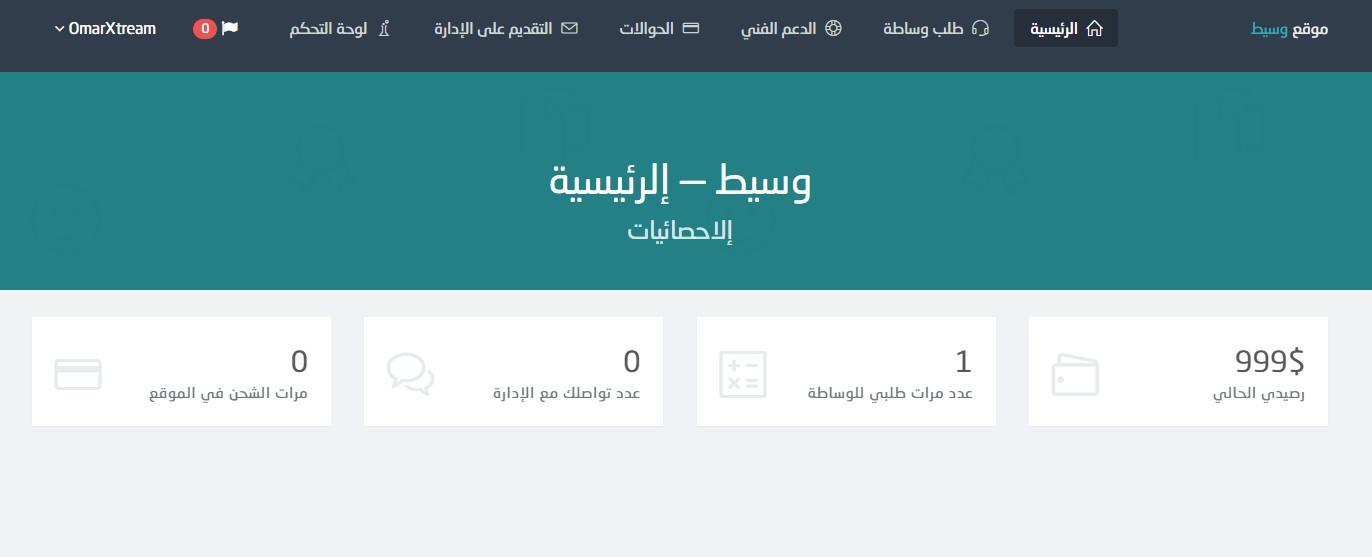 موقع وسيط
الرئيسية
طلب وساطة
الدعم الفني
الحوالات
التقديم على الإدارة
لوحة التحكم
0
OmarXtream
وسيط – إلرئيسية
إلاحصائيات
999$
رصيدي الحالي
1
عدد مرات طلبي للوساطة
0
عدد تواصلك مع الإدارة
0
مرات الشحن في الموقع